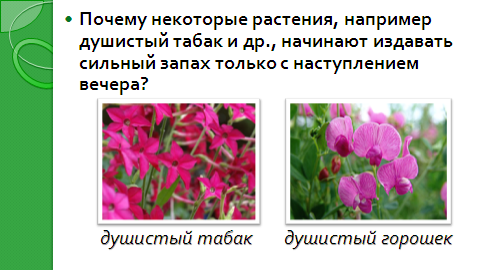 Почему некоторые растения, например
душистый табак и др., начинают издавать
сильный запах только с наступлением
вечера?
душистый табак
душистый горошек